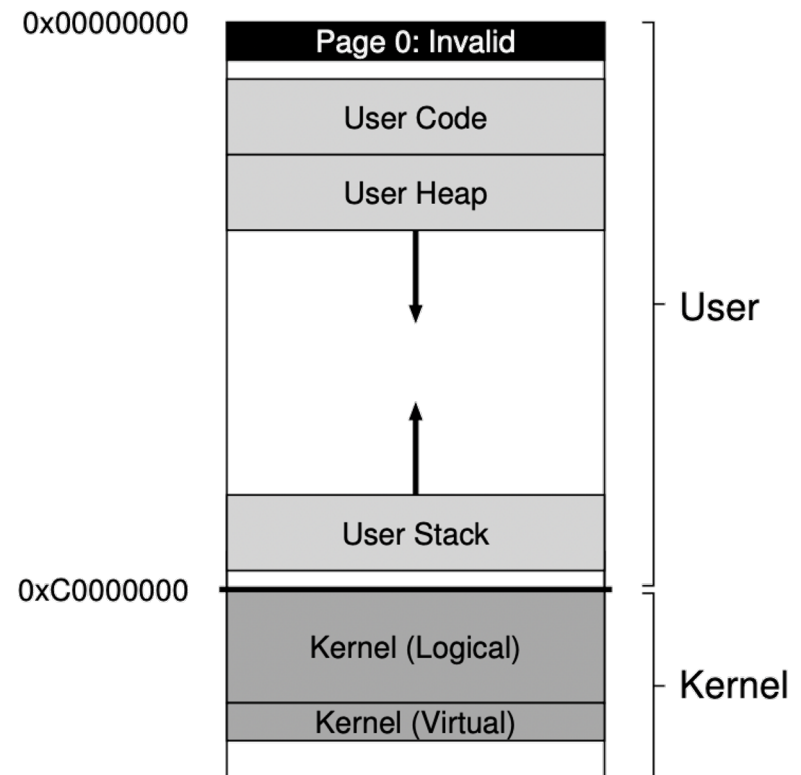 0x00000000
Page 0: Invalid
User Code
User Heap
User
User Stack
0xC0000000
Kernel (Logical)
Kernel
Kernel (Virtual)